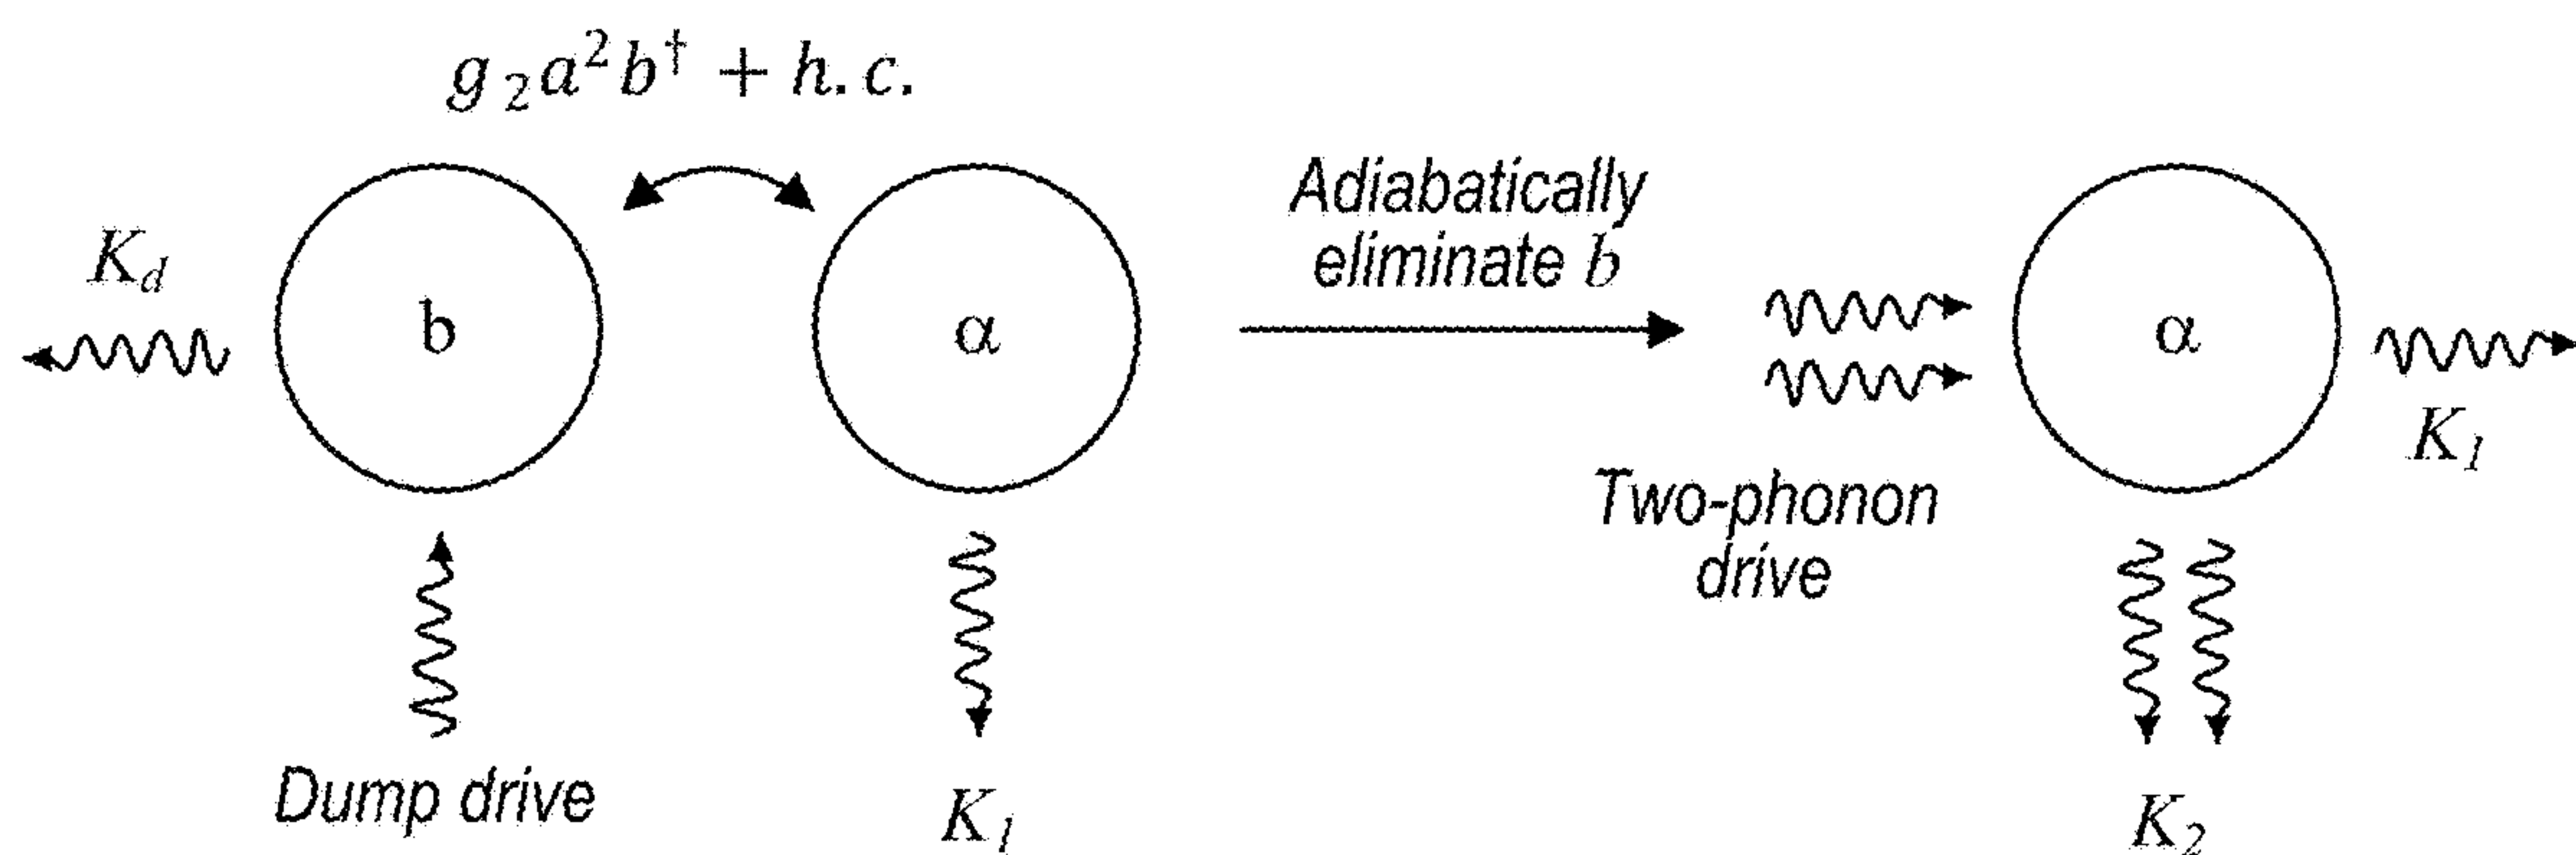 g₂a²b† + h.c.
K_d
b
α
Dump drive
K₁
Adiabatically
eliminate b
Two-phonon
drive
α
K₁
K₂